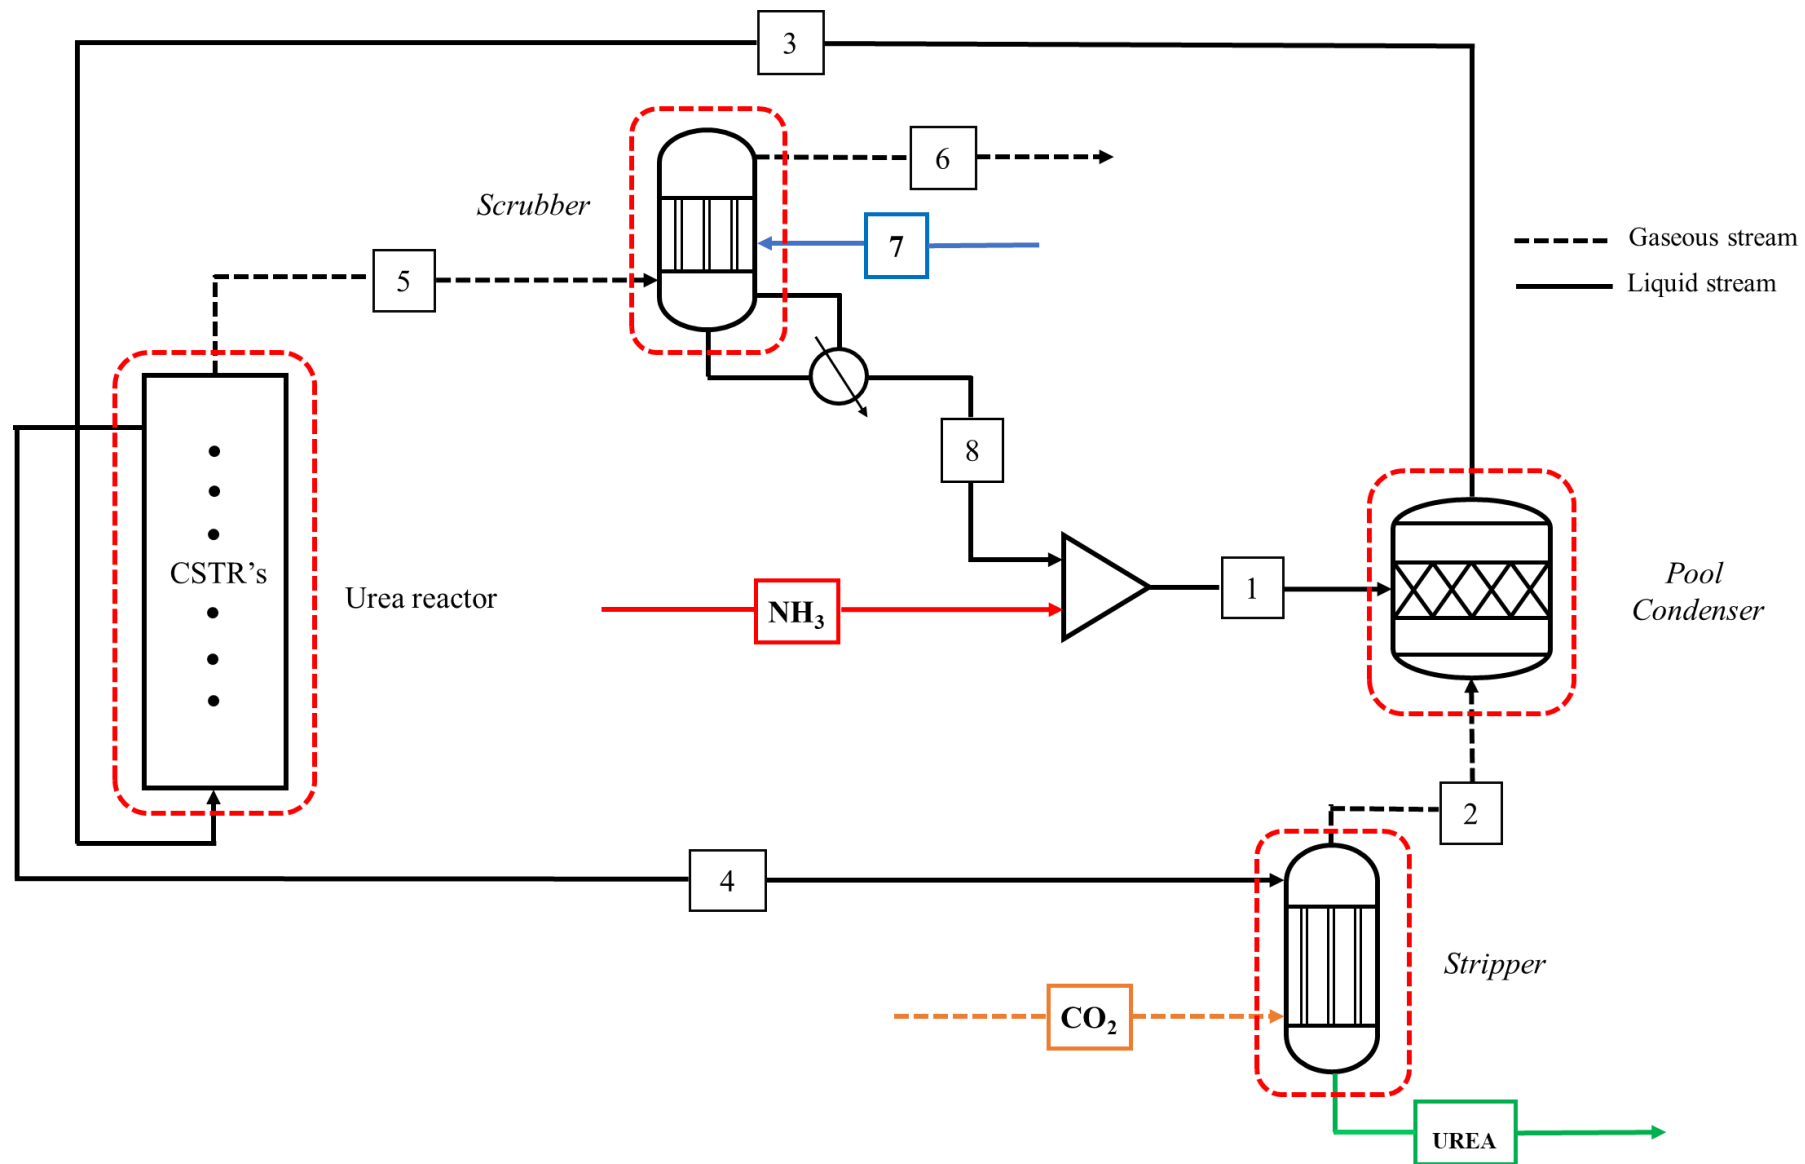 3
6
Scrubber
7
Gaseous stream
Liquid stream
5
8
CSTR's
Urea reactor
NH₃
1
Pool
Condenser
2
4
Stripper
CO₂
UREA